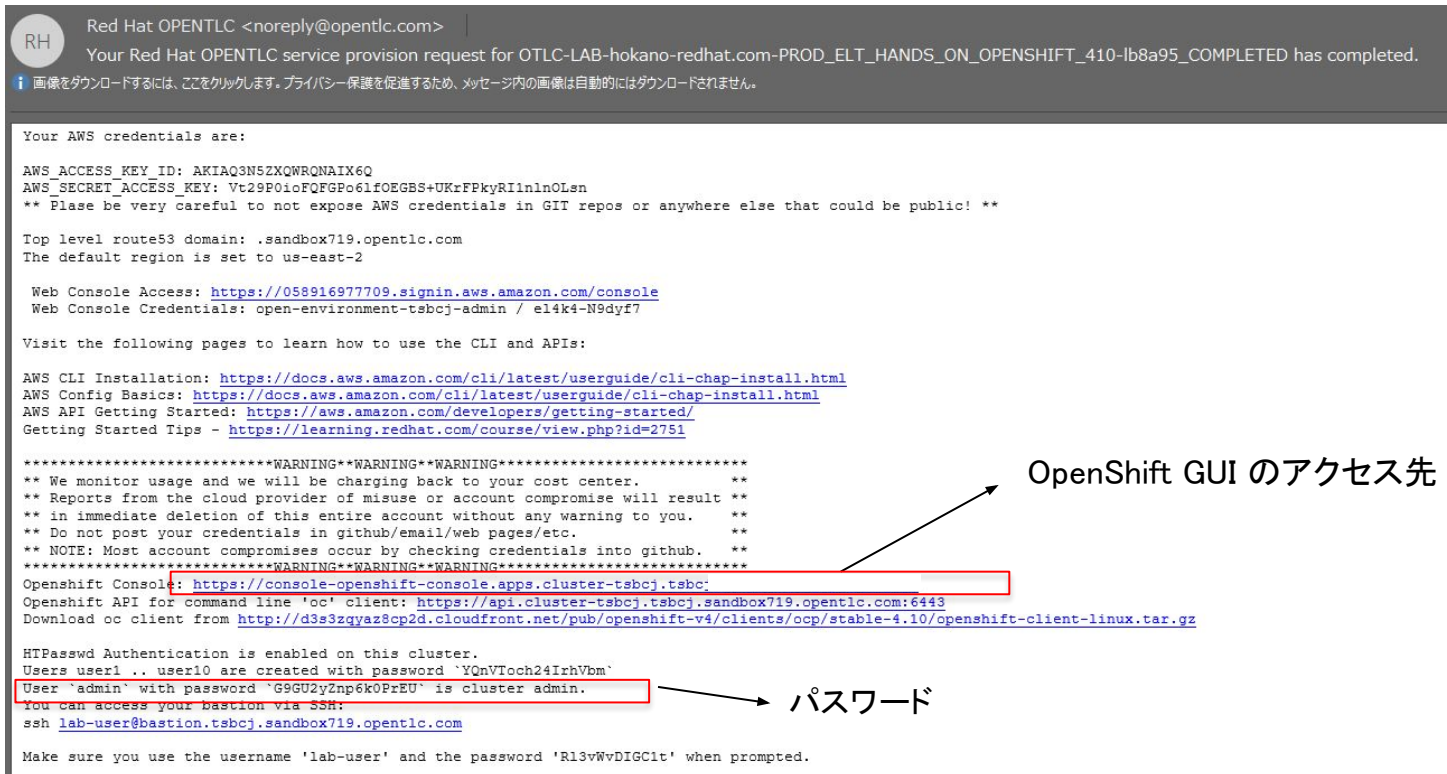 RH
Red Hat OPENTLC <noreply@opentlc.com>
Your Red Hat OPENTLC service provision request for OTLC-LAB-hokano-redhat.com-PROD_ELT_HANDS_ON_OPENSHIFT_410-lb8a95_COMPLETED has completed.
画像をダウンロードするには、ここをクリックします。プライバシー保護を促進するため、メッセージ内の画像は自動的にはダウンロードされません。
Your AWS credentials are:
AWS_ACCESS_KEY_ID: AKIAQ3N5ZXQWRQNAIX6Q
AWS_SECRET_ACCESS_KEY: Vt29P0ioFQFGPo6lfOEGBS+UKrFPkyRI1nlnOLsn
** Plase be very careful to not expose AWS credentials in GIT repos or anywhere else that could be public! **
Top level route53 domain: .sandbox719.opentlc.com
The default region is set to us-east-2
Web Console Access: https://058916977709.signin.aws.amazon.com/console
Web Console Credentials: open-environment-tsbcj-admin / el4k4-N9dyf7
Visit the following pages to learn how to use the CLI and APIs:
AWS CLI Installation: https://docs.aws.amazon.com/cli/latest/userguide/cli-chap-install.html
AWS Config Basics: https://docs.aws.amazon.com/cli/latest/userguide/cli-chap-install.html
AWS API Getting Started: https://aws.amazon.com/developers/getting-started/
Getting Started Tips - https://learning.redhat.com/course/view.php?id=2751
****************************WARNING**WARNING**WARNING****************************
** We monitor usage and we will be charging back to your cost center. **
** Reports from the cloud provider of misuse or account compromise will result **
** in immediate deletion of this entire account without any warning to you. **
** Do not post your credentials in github/email/web pages/etc. **
** NOTE: Most account compromises occur by checking credentials into github. **
****************************WARNING**WARNING**WARNING****************************
Openshift Console: https://console-openshift-console.apps.cluster-tsbcj.tsbcj
OpenShift GUI のアクセス先
Openshift API for command line 'oc' client: https://api.cluster-tsbcj.tsbcj.sandbox719.opentlc.com:6443
Download oc client from http://d3s3zqyaz8cp2d.cloudfront.net/pub/openshift-v4/clients/ocp/stable-4.10/openshift-client-linux.tar.gz
HTPasswd Authentication is enabled on this cluster.
Users user1 .. user10 are created with password `YQnVToch24IrhVbm`
User `admin` with password `G9GU2yZnp6k0PrEU` is cluster admin.
パスワード
You can access your bastion via SSH:
ssh lab-user@bastion.tsbcj.sandbox719.opentlc.com
Make sure you use the username 'lab-user' and the password 'Rl3vWvDIGC1t' when prompted.